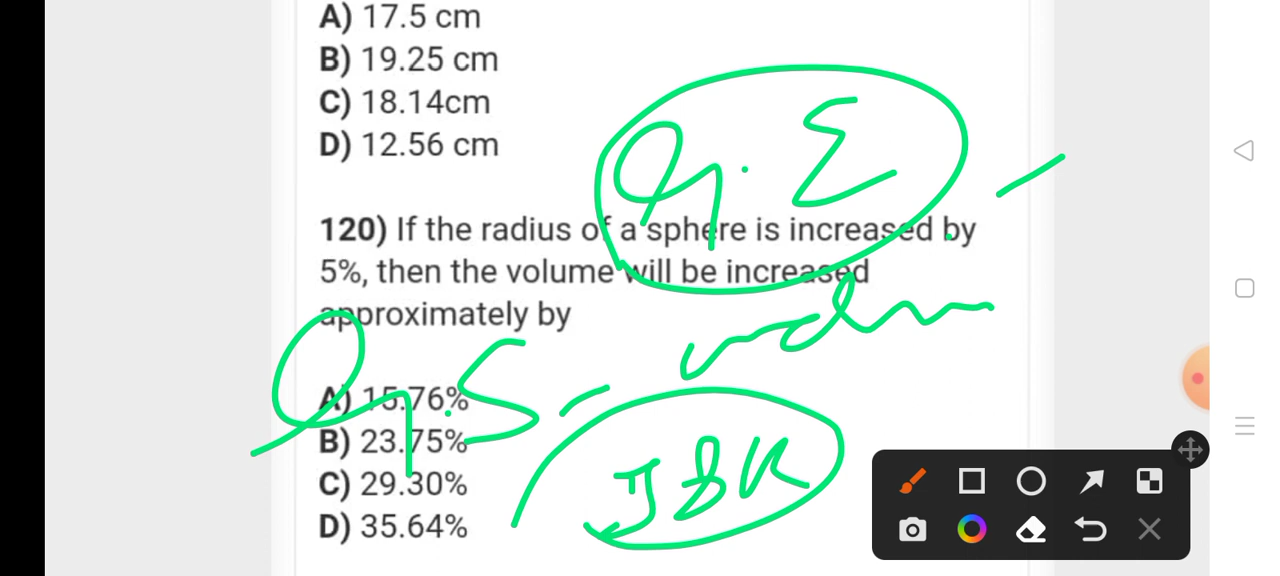 A) 17.5 cm
B) 19.25 cm
C) 18.14cm
D) 12.56 cm
120) If the radius of a sphere is increased by
5%, then the volume will be increased
approximately by
A) 15.76%
B) 23.75%
C) 29.30%
D) 35.64%